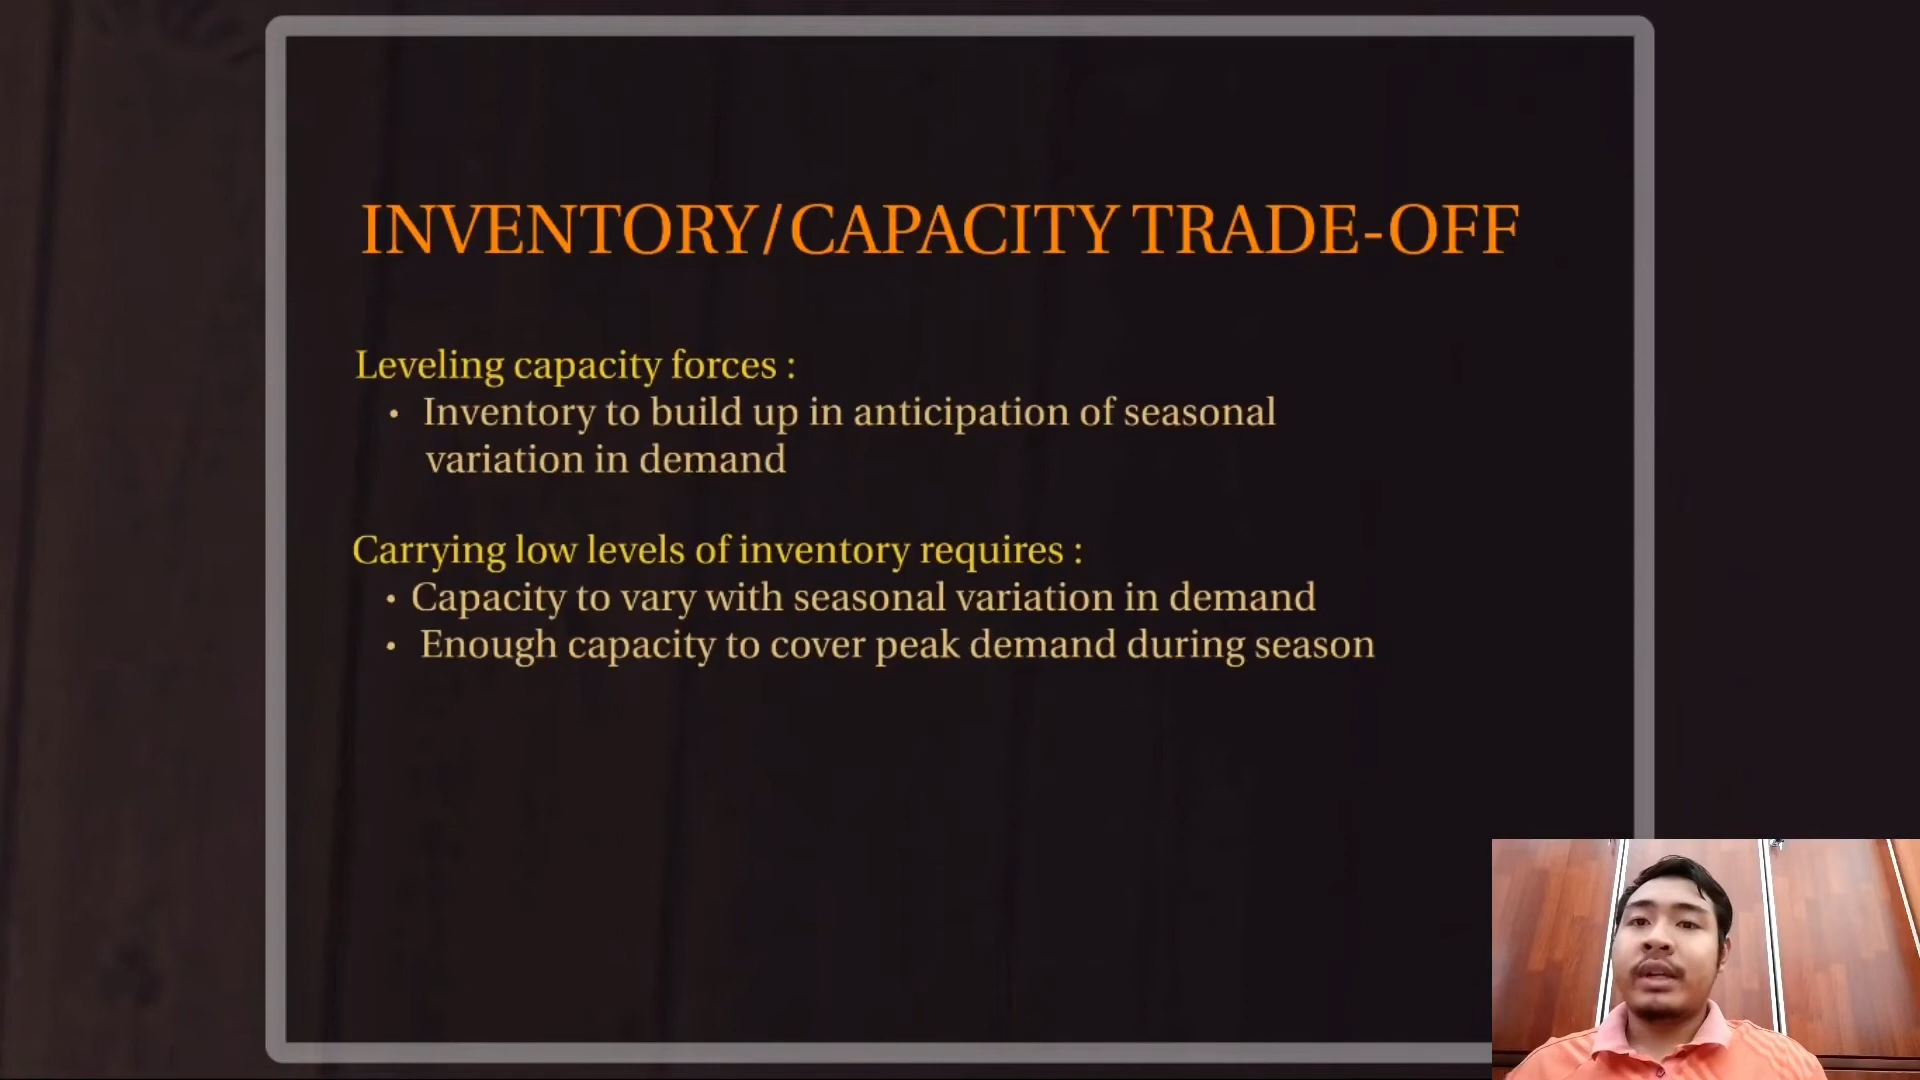 INVENTORY/CAPACITY TRADE-OFF
Leveling capacity forces :
• Inventory to build up in anticipation of seasonal
variation in demand
Carrying low levels of inventory requires :
• Capacity to vary with seasonal variation in demand
• Enough capacity to cover peak demand during season